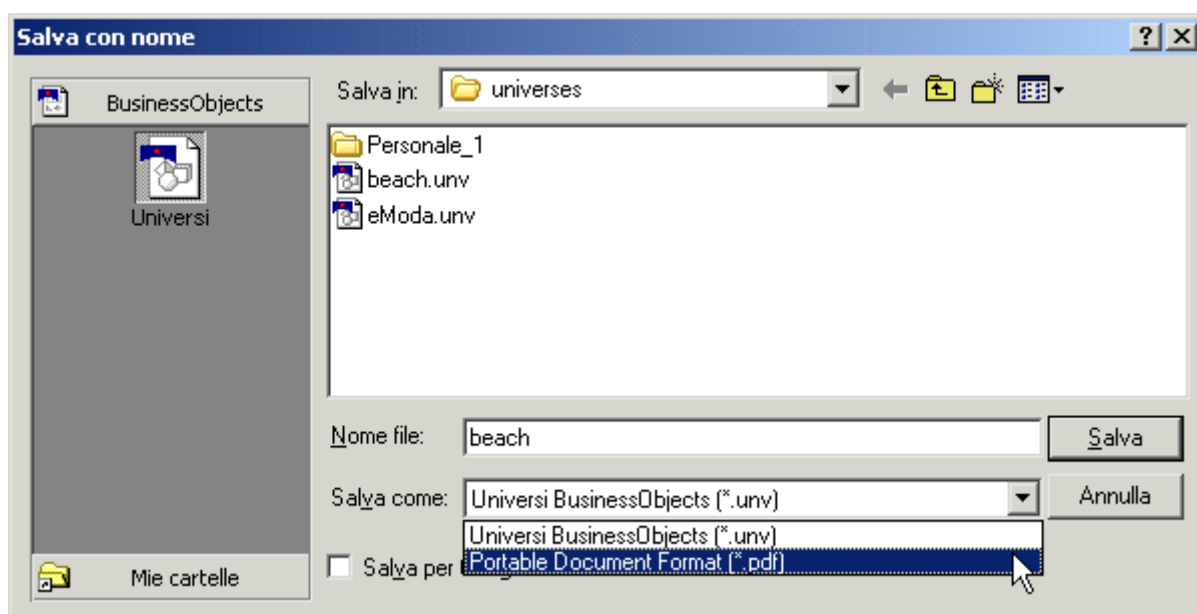 Salva con nome
BusinessObjects
Universi
Mie cartelle
Salva in: universes
Personale_1
beach.unv
eModa.unv
Nome file: beach Salva
Salva come: Universi BusinessObjects (*.unv) Annulla
Universi BusinessObjects (*.unv)
Portable Document Format (*.pdf)
Salva per